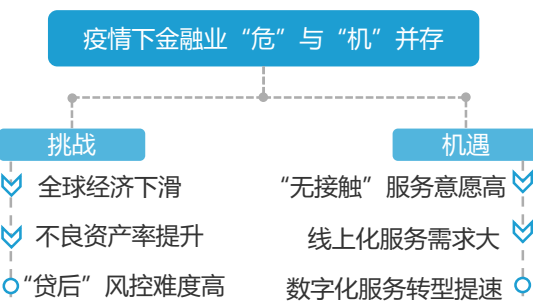 疫情下金融业“危”与“机”并存
挑战
机遇
全球经济下滑
“无接触”服务意愿高
不良资产率提升
线上化服务需求大
“贷后”风控难度高
数字化服务转型提速